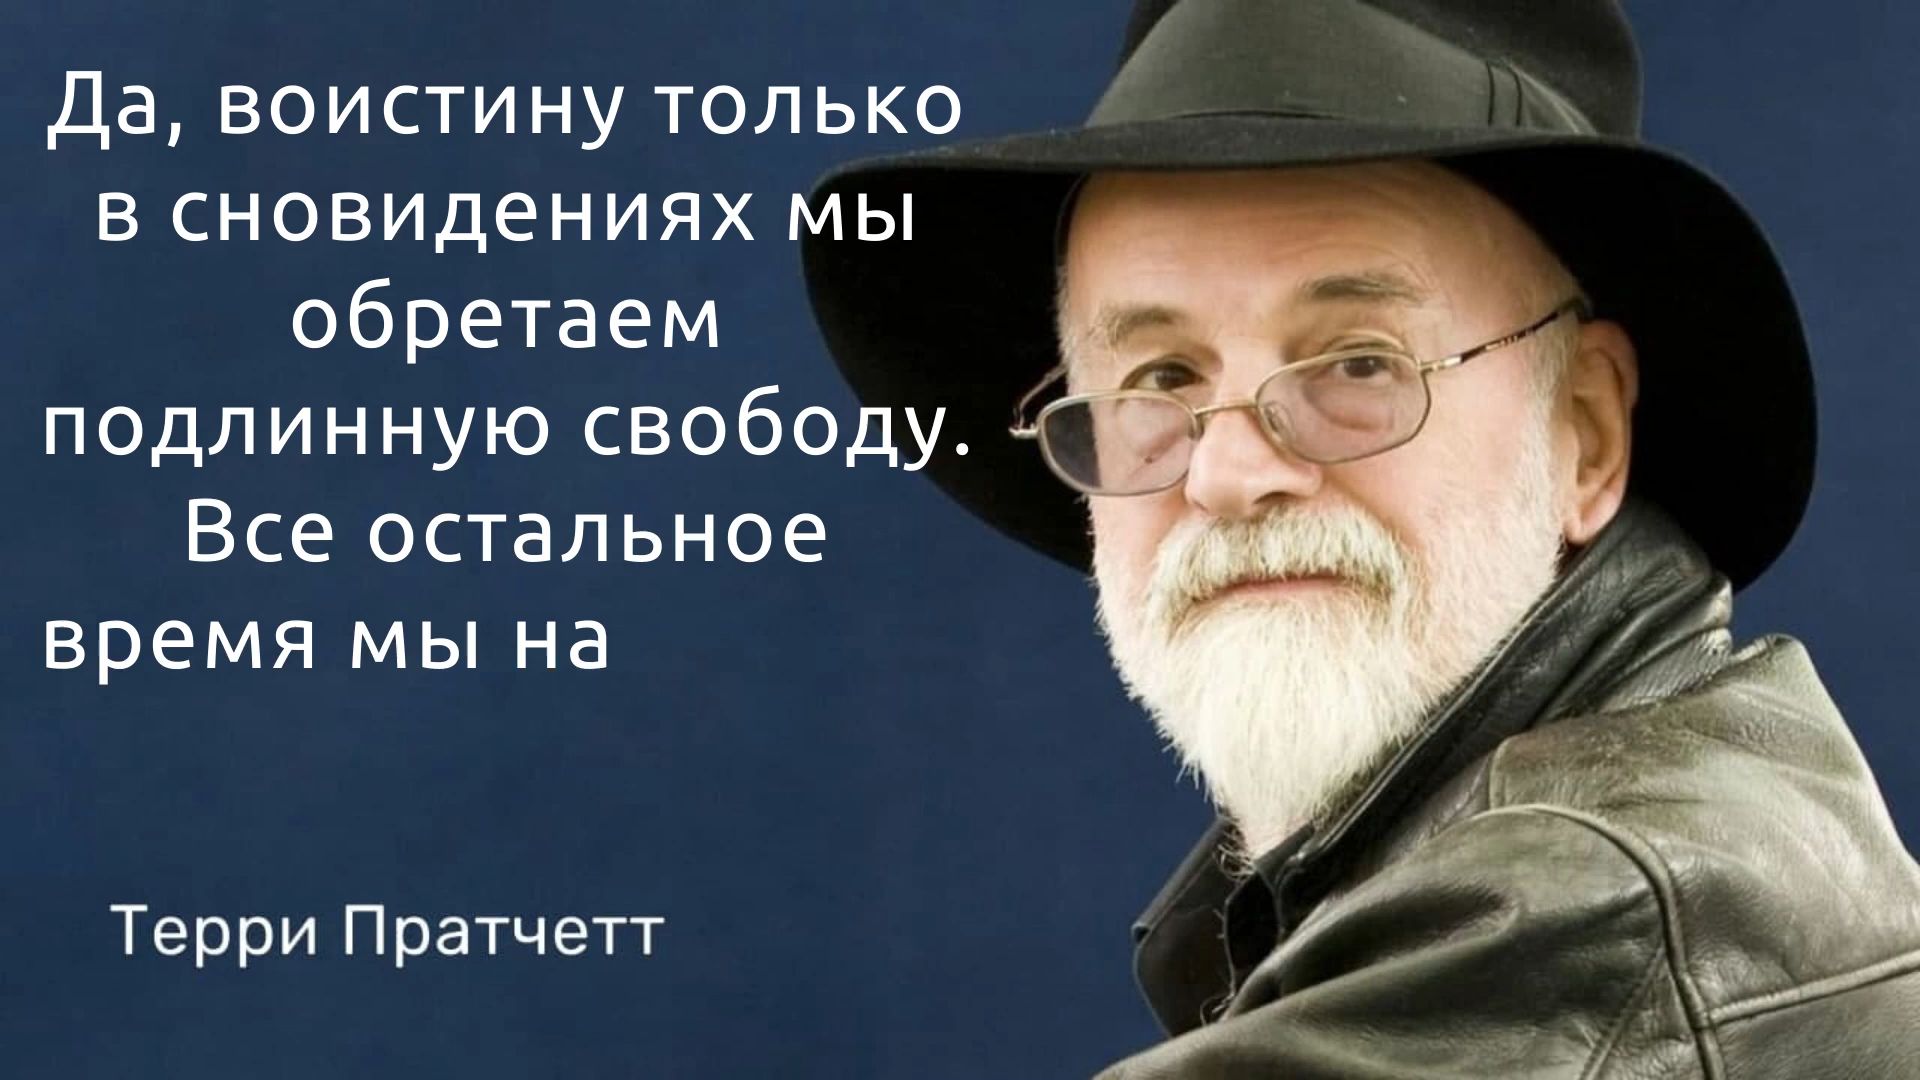 Да, воистину только
в сновидениях мы
обретаем
подлинную свободу.
Все остальное
время мы на
Терри Пратчетт